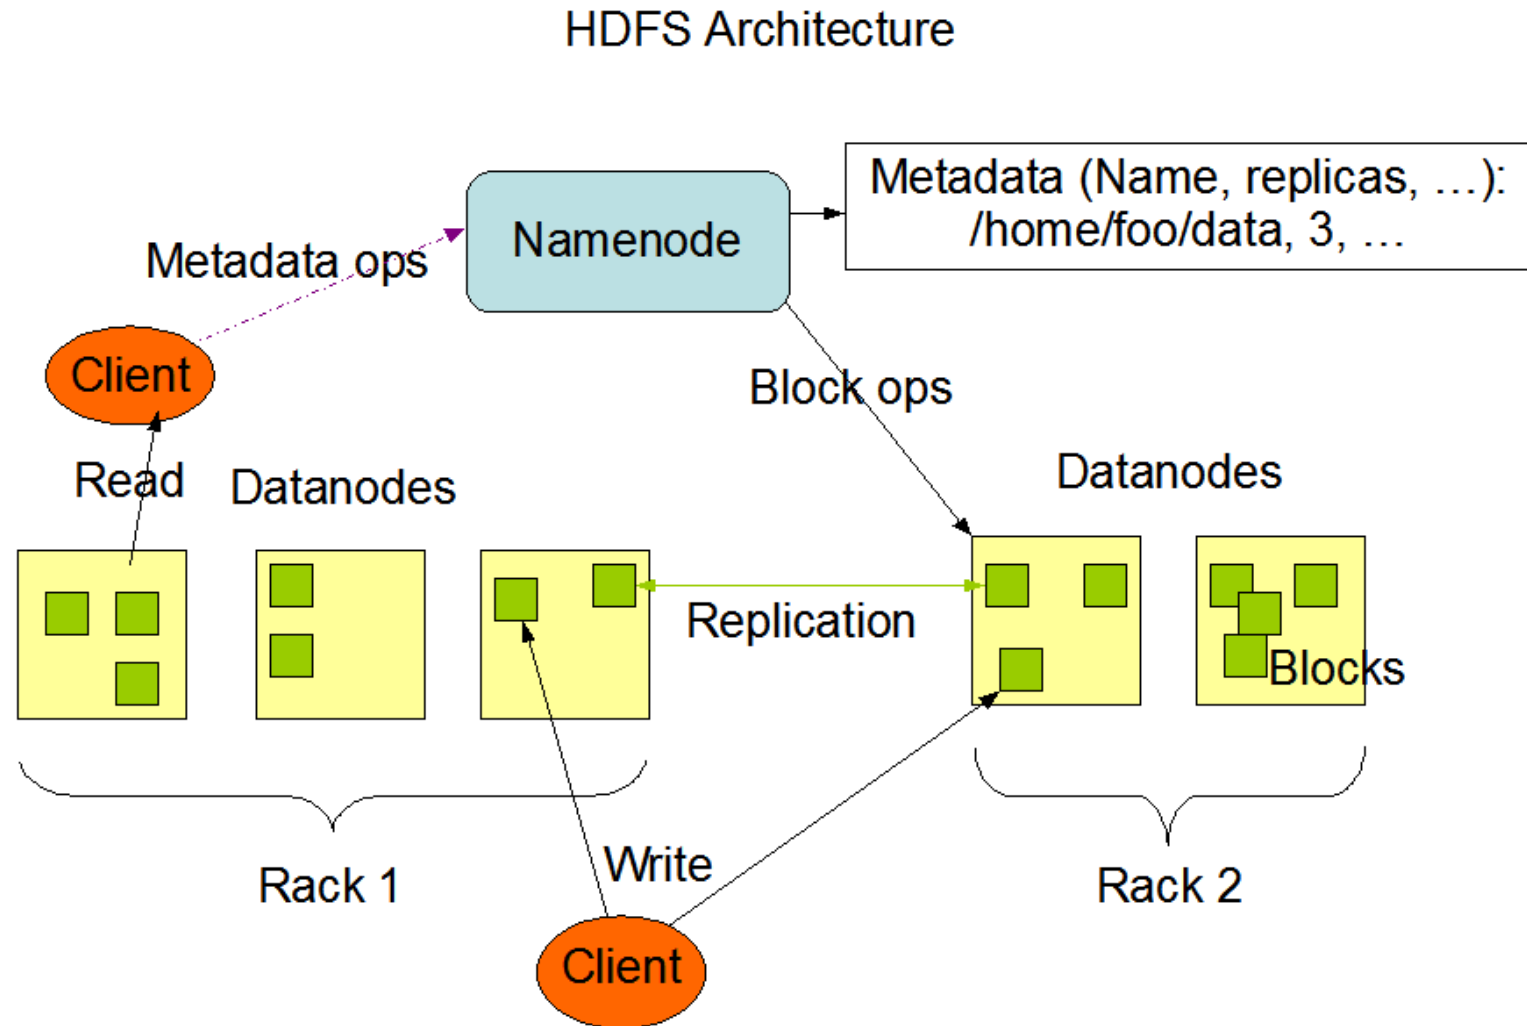 HDFS Architecture
Metadata (Name, replicas, …):
/home/foo/data, 3, …
Namenode
Metadata ops
Client
Block ops
Read
Datanodes
Datanodes
Replication
Blocks
Rack 1
Write
Rack 2
Client